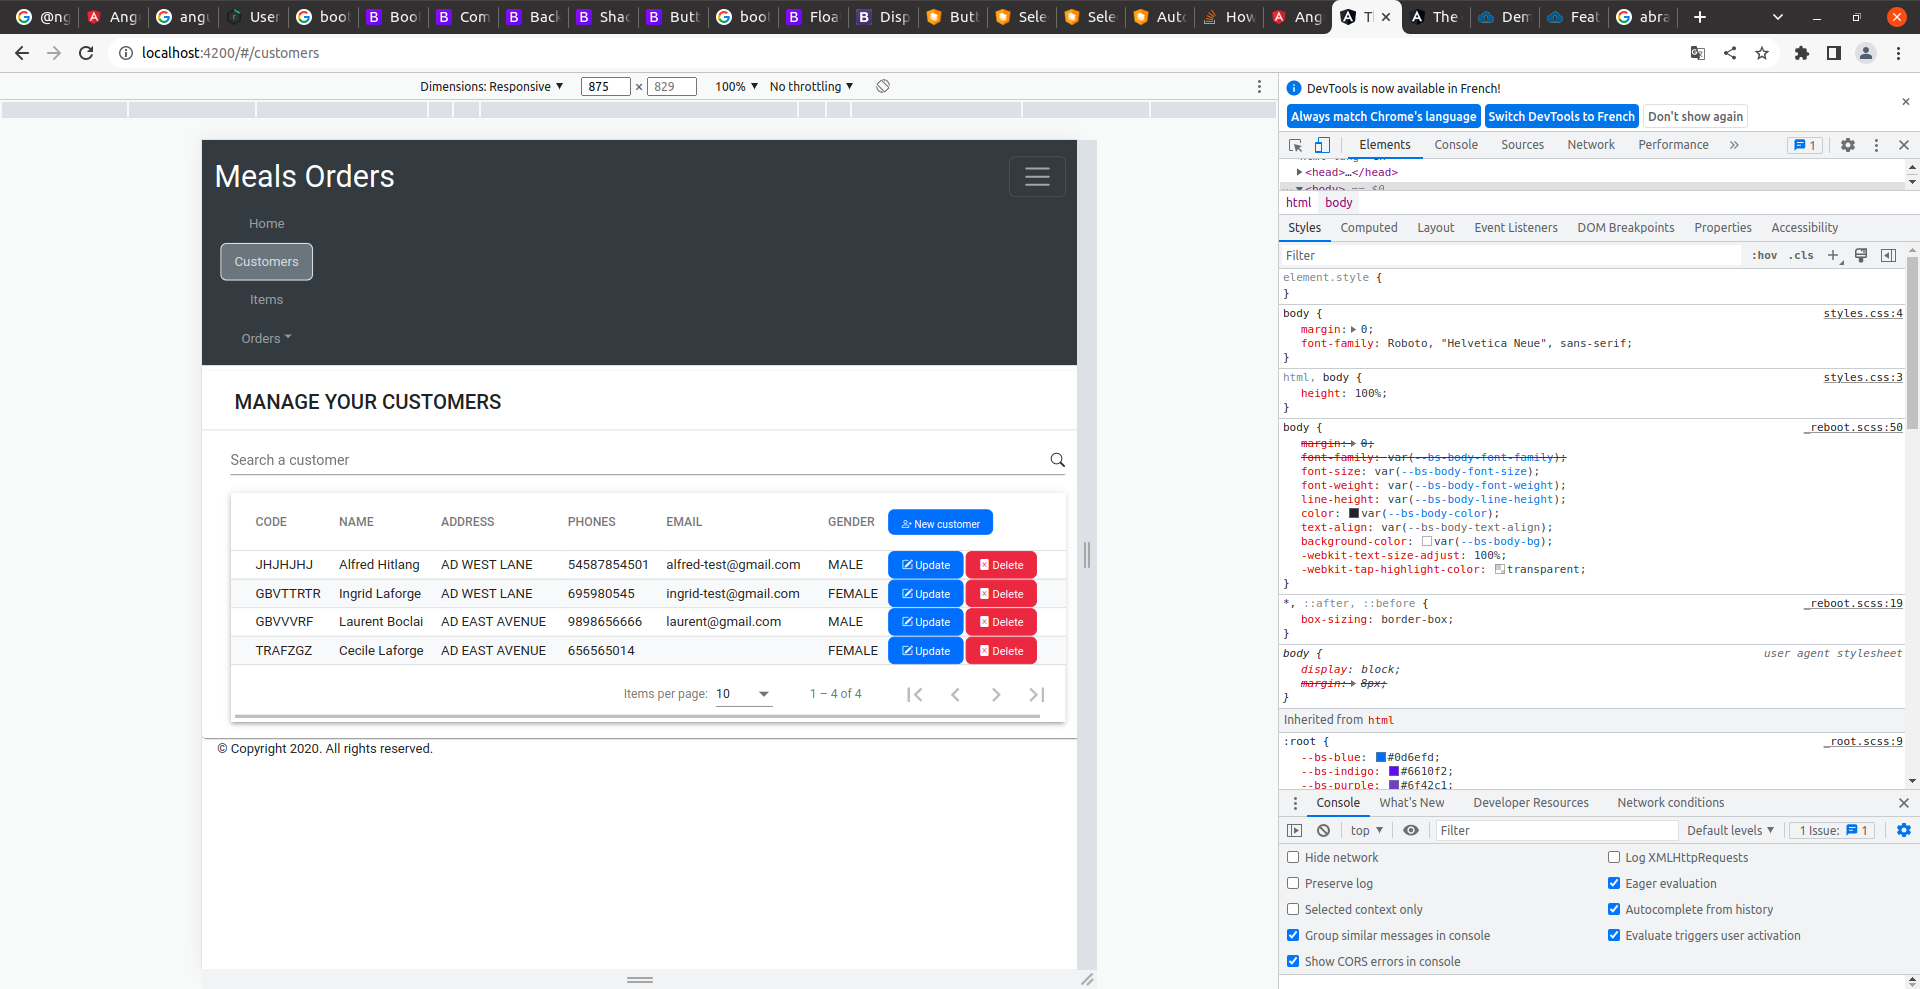 @ng Ang angu User bool Boo Com Back Shac Butt bool Floa Disp Butt Sele Sele Auto How Ang T The Dem Feat abra
localhost:4200/#/customers
Dimensions: Responsive 875 × 829 100% No throttling
Meals Orders
Home
Customers
Items
Orders
MANAGE YOUR CUSTOMERS
Search a customer
CODE NAME ADDRESS PHONES EMAIL GENDER New customer
JHJHJHJ Alfred Hitlang AD WEST LANE 54587854501 alfred-test@gmail.com MALE Update Delete
GBVTTRTR Ingrid Laforge AD WEST LANE 695980545 ingrid-test@gmail.com FEMALE Update Delete
GBVVVRF Laurent Boclai AD EAST AVENUE 9898656666 laurent@gmail.com MALE Update Delete
TRAFZGZ Cecile Laforge AD EAST AVENUE 656565014 FEMALE Update Delete
Items per page: 10 1 – 4 of 4
© Copyright 2020. All rights reserved.
DevTools is now available in French!
Always match Chrome's language Switch DevTools to French Don't show again
Elements Console Sources Network Performance » 1
<head>…</head>
<body> == $0
html body
Styles Computed Layout Event Listeners DOM Breakpoints Properties Accessibility
Filter :hov .cls
element.style {
}
body { styles.css:4
margin: 0;
font-family: Roboto, "Helvetica Neue", sans-serif;
}
html, body { styles.css:3
height: 100%;
}
body { _reboot.scss:50
margin: 0;
font-family: var(--bs-body-font-family);
font-size: var(--bs-body-font-size);
font-weight: var(--bs-body-font-weight);
line-height: var(--bs-body-line-height);
color: var(--bs-body-color);
text-align: var(--bs-body-text-align);
background-color: var(--bs-body-bg);
-webkit-text-size-adjust: 100%;
-webkit-tap-highlight-color: transparent;
}
*, ::after, ::before { _reboot.scss:19
box-sizing: border-box;
}
body { user agent stylesheet
display: block;
margin: 8px;
}
Inherited from html
:root { _root.scss:9
--bs-blue: #0d6efd;
--bs-indigo: #6610f2;
--bs-purple: #6f42c1;
Console What's New Developer Resources Network conditions
top Filter Default levels 1 Issue: 1
Hide network Log XMLHttpRequests
Preserve log Eager evaluation
Selected context only Autocomplete from history
Group similar messages in console Evaluate triggers user activation
Show CORS errors in console